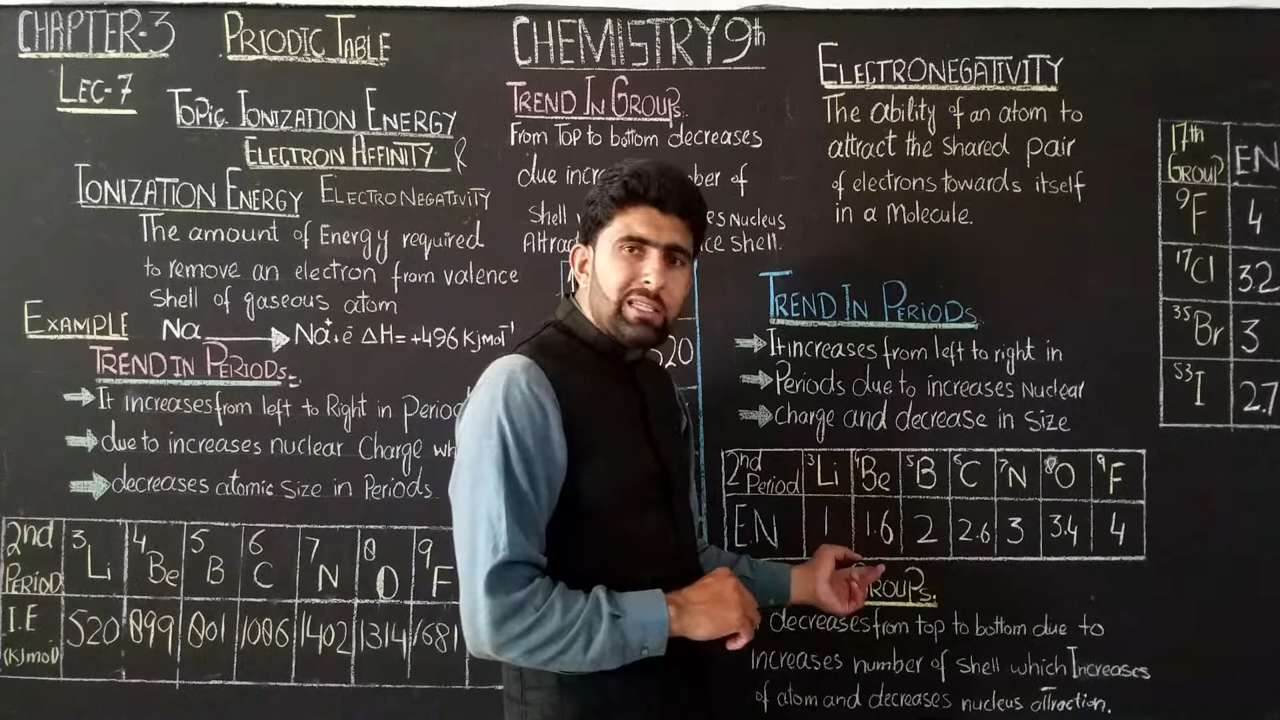 CHAPTER-3
PRIODIC TABLE
LEC-7
TOPIC IONIZATION ENERGY
ELECTRON AFFINITY &
IONIZATION ENERGY ELECTRONEGATIVITY
The amount of Energy required
to remove an electron from valence
shell of gaseous atom
EXAMPLE Na → Na+ + ē ΔH=+496 KJmol-1
TREND IN PERIODS
⇒ It increases from left to Right in
⇒ due to increases nuclear Charge
⇒ decreases atomic Size in Periods
2nd PERIOD 3Li 4Be 5B 6C 7N 8O 9F
I.E (KJmol) 520 899 801 1086 1402 1314 1681
CHEMISTRY 9th
TREND IN GROUPS.
From Top to bottom decreases
due of
Shell Nucleus
shell.
520
ELECTRONEGATIVITY
The ability of an atom to
attract the shared pair
of electrons towards itself
in a Molecule.
TREND IN PERIODS
⇒ It increases from left to right in
⇒ Periods due to increases Nuclear
⇒ Charge and decrease in Size
2nd Period 3Li 4Be 5B 6C 7N 8O 9F
EN 1 1.6 2 2.6 3 3.4 4
GROUPS.
decreases from top to bottom due to
increases number of shell which Increases
of atom and decreases nucleus attraction.
17th GROUP EN
9F 4
17Cl 3.2
35Br 3
53I 2.7